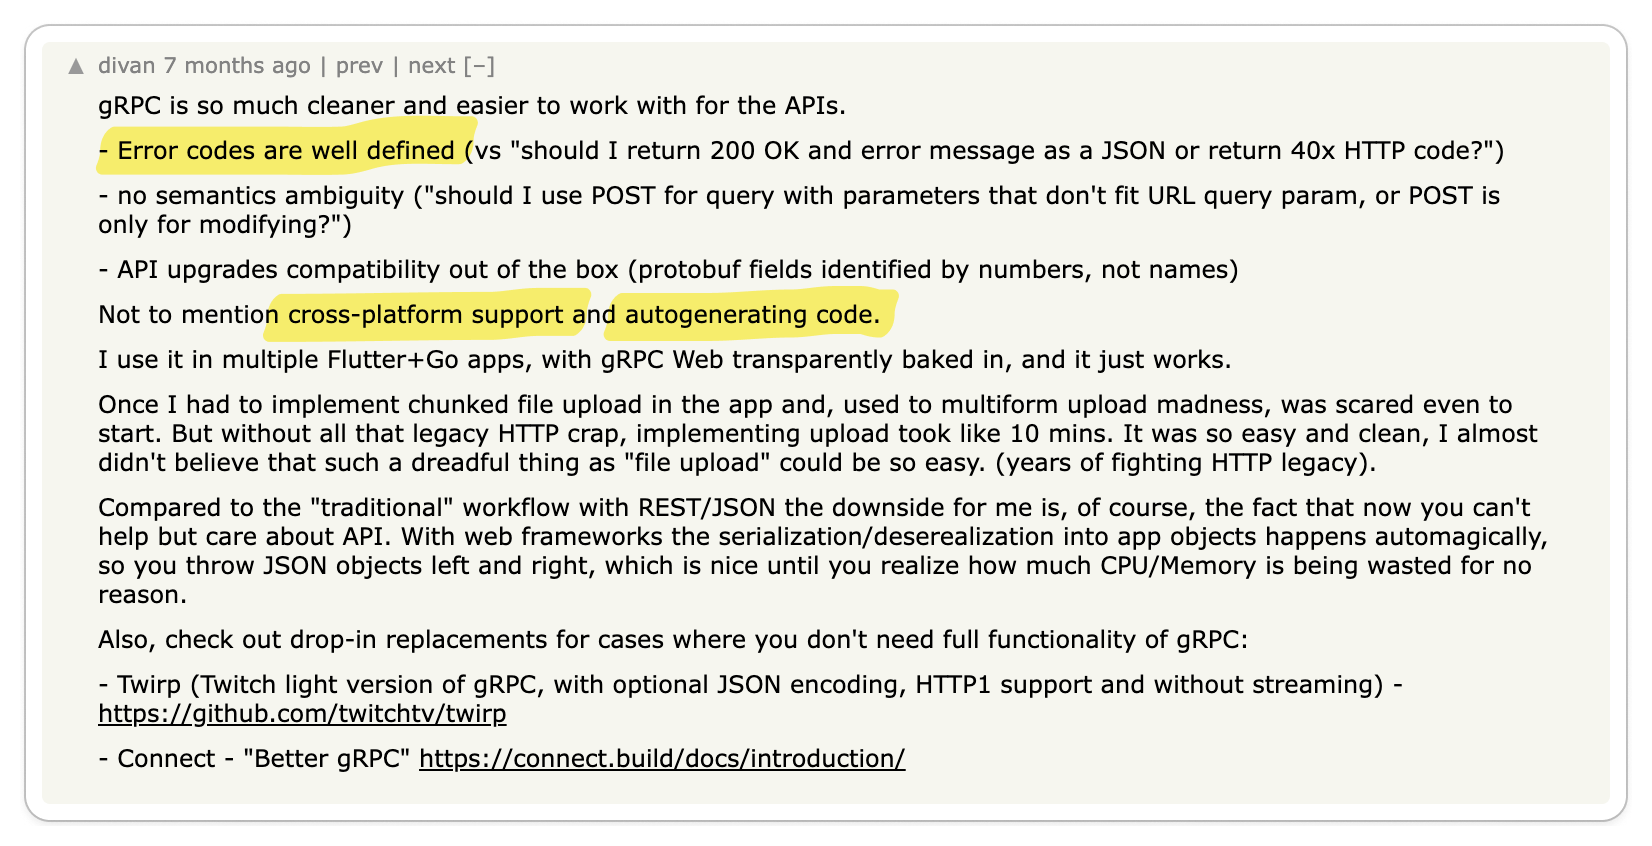 ▲ divan 7 months ago | prev | next [–]
gRPC is so much cleaner and easier to work with for the APIs.
- Error codes are well defined (vs "should I return 200 OK and error message as a JSON or return 40x HTTP code?")
- no semantics ambiguity ("should I use POST for query with parameters that don't fit URL query param, or POST is
only for modifying?")
- API upgrades compatibility out of the box (protobuf fields identified by numbers, not names)
Not to mention cross-platform support and autogenerating code.
I use it in multiple Flutter+Go apps, with gRPC Web transparently baked in, and it just works.
Once I had to implement chunked file upload in the app and, used to multiform upload madness, was scared even to
start. But without all that legacy HTTP crap, implementing upload took like 10 mins. It was so easy and clean, I almost
didn't believe that such a dreadful thing as "file upload" could be so easy. (years of fighting HTTP legacy).
Compared to the "traditional" workflow with REST/JSON the downside for me is, of course, the fact that now you can't
help but care about API. With web frameworks the serialization/deserealization into app objects happens automagically,
so you throw JSON objects left and right, which is nice until you realize how much CPU/Memory is being wasted for no
reason.
Also, check out drop-in replacements for cases where you don't need full functionality of gRPC:
- Twirp (Twitch light version of gRPC, with optional JSON encoding, HTTP1 support and without streaming) -
https://github.com/twitchtv/twirp
- Connect - "Better gRPC" https://connect.build/docs/introduction/